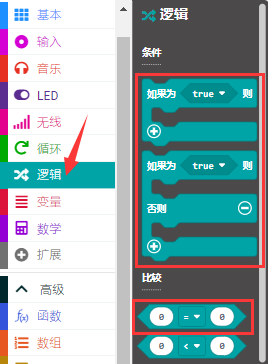 基本
输入
音乐
LED
无线
循环
逻辑
变量
数学
扩展
高级
函数
数组
逻辑
条件
如果为 true 则
如果为 true 则
否则
比较
0 = 0
0 < 0